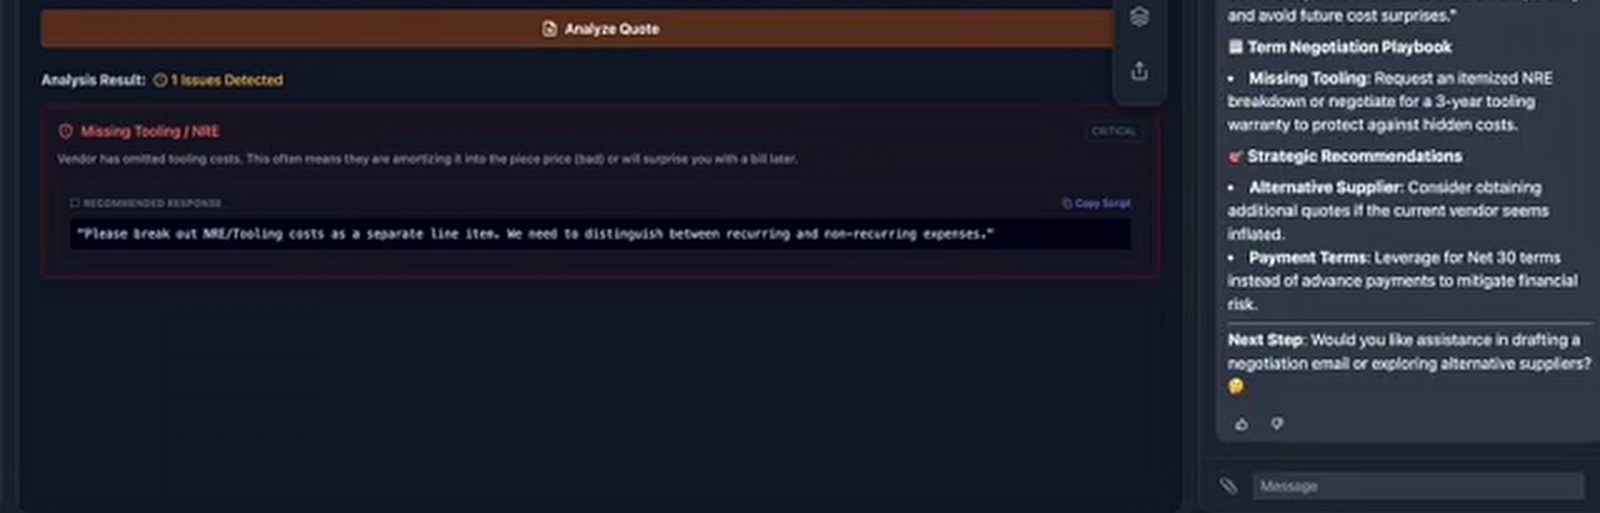 Analyze Quote
Analysis Result: 1 Issues Detected
Missing Tooling / NRE
CRITICAL
Vendor has omitted tooling costs. This often means they are amortizing it into the piece price (bad) or will surprise you with a bill later.
RECOMMENDED RESPONSE
Copy Script
"Please break out NRE/Tooling costs as a separate line item. We need to distinguish between recurring and non-recurring expenses."
and avoid future cost surprises."
Term Negotiation Playbook
• Missing Tooling: Request an itemized NRE
breakdown or negotiate for a 3-year tooling
warranty to protect against hidden costs.
🎯 Strategic Recommendations
• Alternative Supplier: Consider obtaining
additional quotes if the current vendor seems
inflated.
• Payment Terms: Leverage for Net 30 terms
instead of advance payments to mitigate financial
risk.
Next Step: Would you like assistance in drafting a
negotiation email or exploring alternative suppliers?
🤔
Message